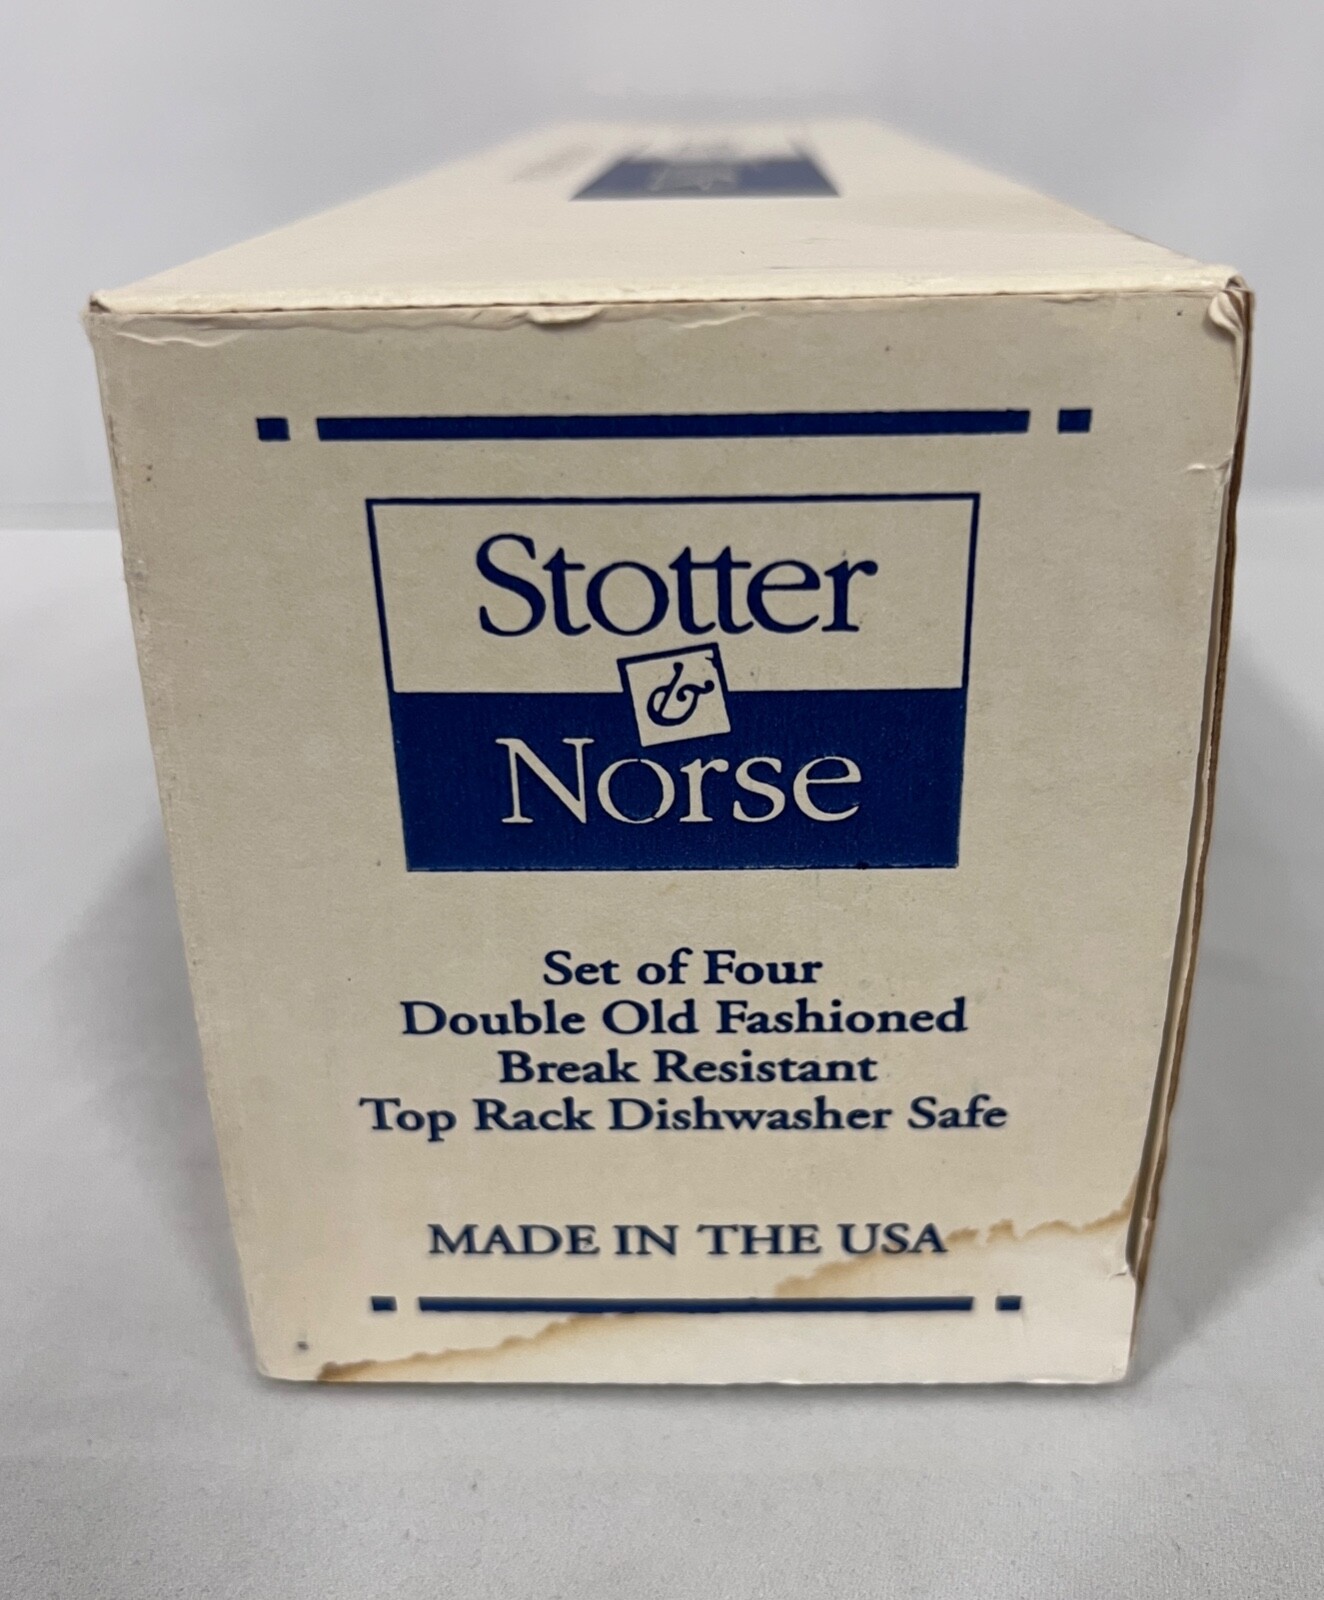 Stotter
&
Norse
Set of Four
Double Old Fashioned
Break Resistant
Top Rack Dishwasher Safe
MADE IN THE USA